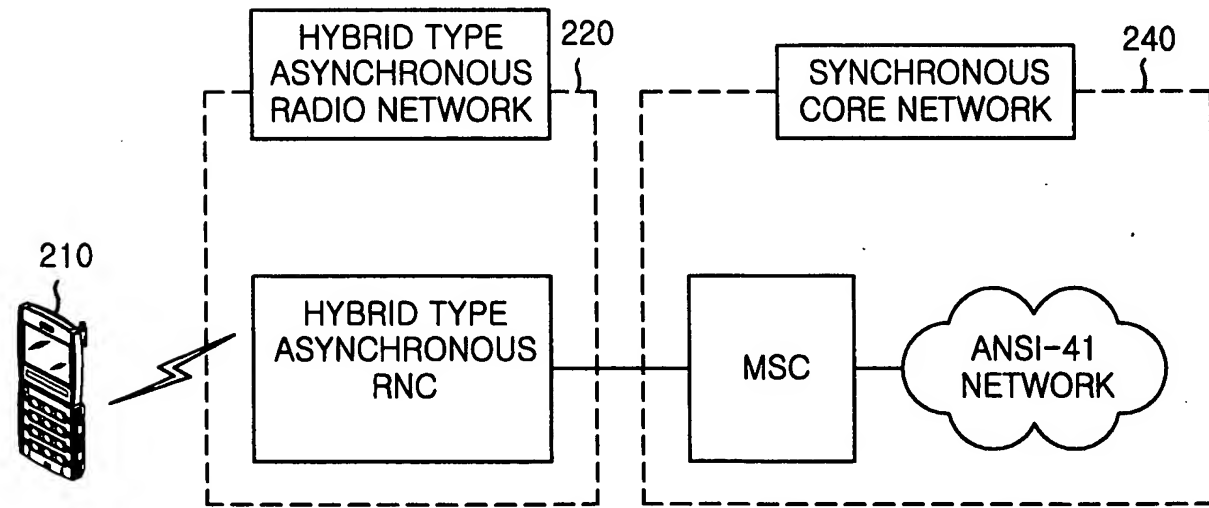 HYBRID TYPE
ASYNCHRONOUS
RADIO NETWORK
220
SYNCHRONOUS
CORE NETWORK
240
210
HYBRID TYPE
ASYNCHRONOUS
RNC
MSC
ANSI-41
NETWORK